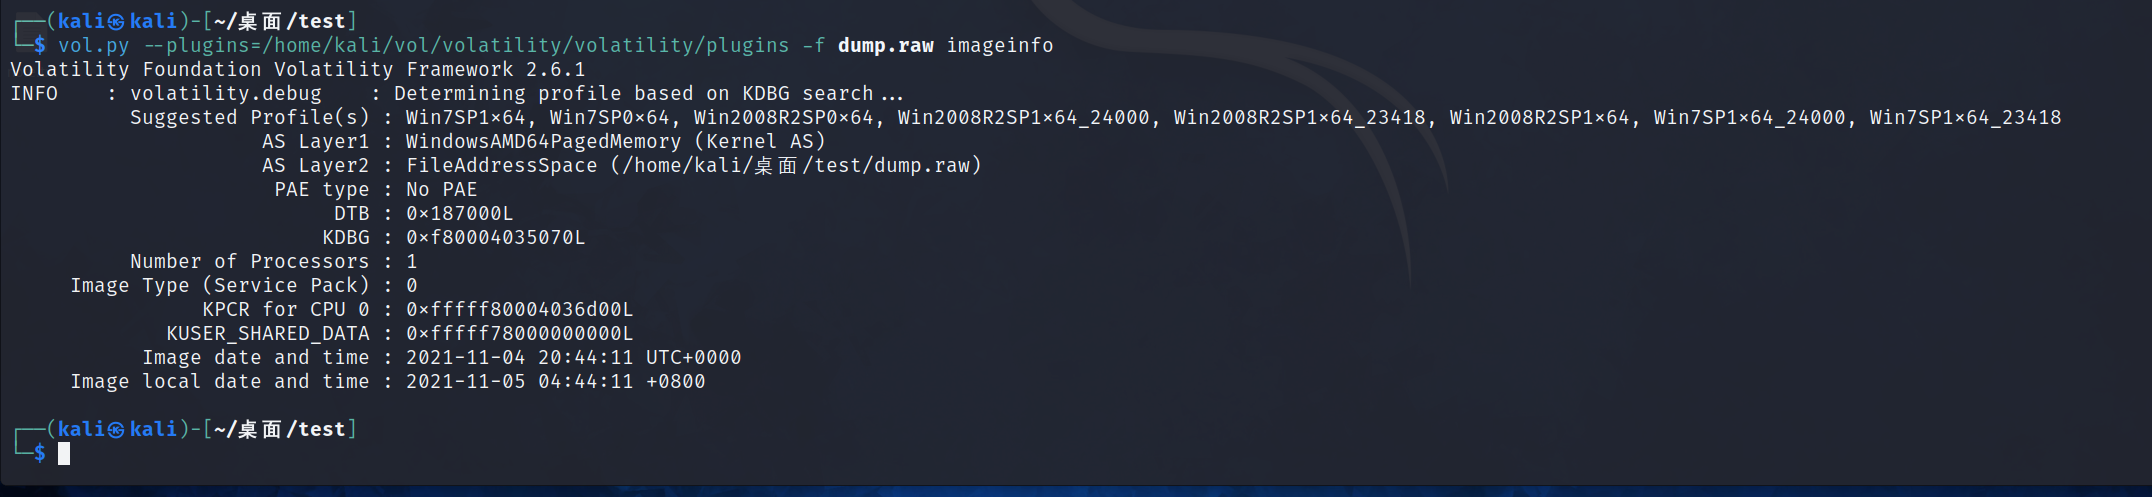 ┌──(kali㉿kali)-[~/桌面/test]
└─$ vol.py --plugins=/home/kali/vol/volatility/volatility/plugins -f dump.raw imageinfo
Volatility Foundation Volatility Framework 2.6.1
INFO    : volatility.debug    : Determining profile based on KDBG search...
          Suggested Profile(s) : Win7SP1x64, Win7SP0x64, Win2008R2SP0x64, Win2008R2SP1x64_24000, Win2008R2SP1x64_23418, Win2008R2SP1x64, Win7SP1x64_24000, Win7SP1x64_23418
                     AS Layer1 : WindowsAMD64PagedMemory (Kernel AS)
                     AS Layer2 : FileAddressSpace (/home/kali/桌面/test/dump.raw)
                      PAE type : No PAE
                           DTB : 0x187000L
                          KDBG : 0xf80004035070L
          Number of Processors : 1
     Image Type (Service Pack) : 0
                KPCR for CPU 0 : 0xfffff80004036d00L
             KUSER_SHARED_DATA : 0xfffff78000000000L
           Image date and time : 2021-11-04 20:44:11 UTC+0000
     Image local date and time : 2021-11-05 04:44:11 +0800
┌──(kali㉿kali)-[~/桌面/test]
└─$